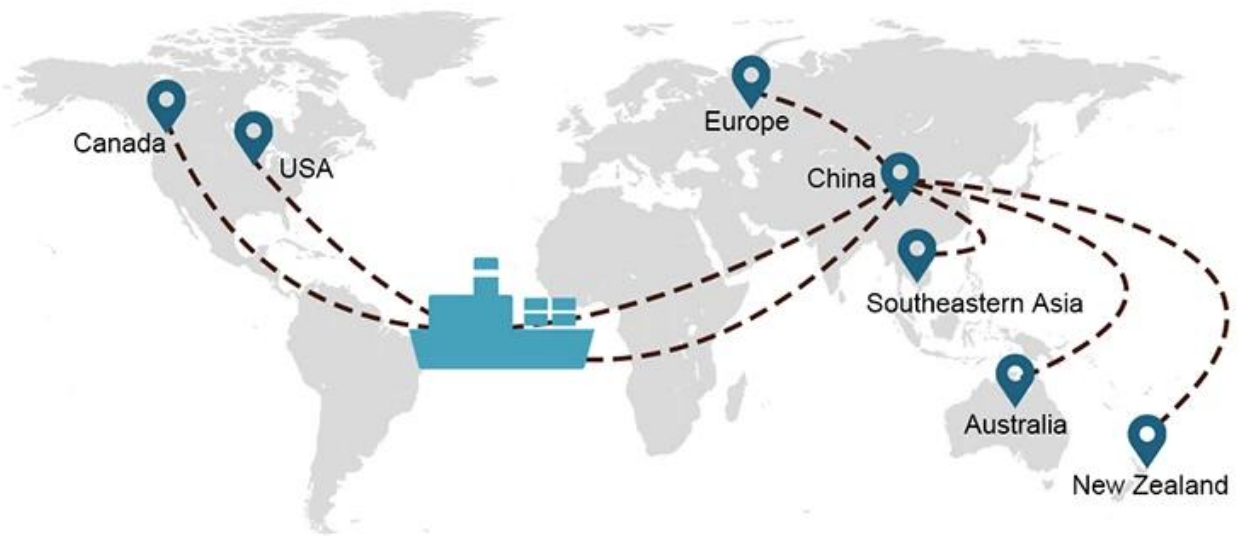 Canada
USA
Europe
China
Southeastern Asia
Australia
New Zealand